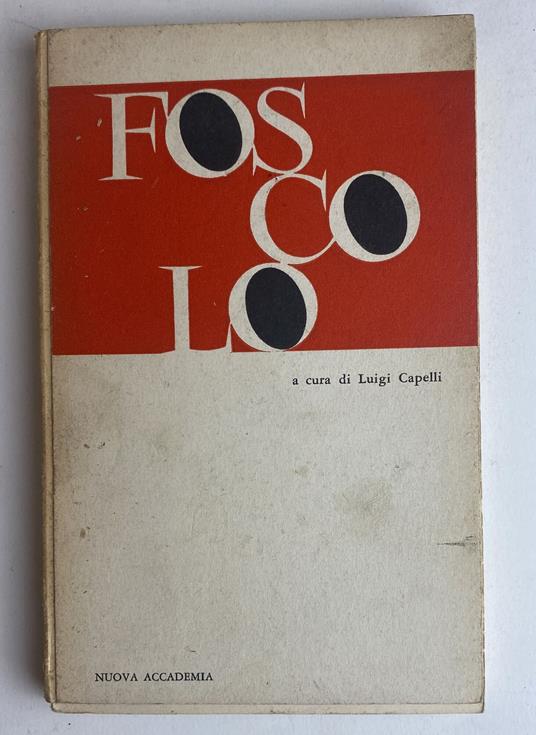 FOS
CO
LO
a cura di Luigi Capelli
NUOVA ACCADEMIA